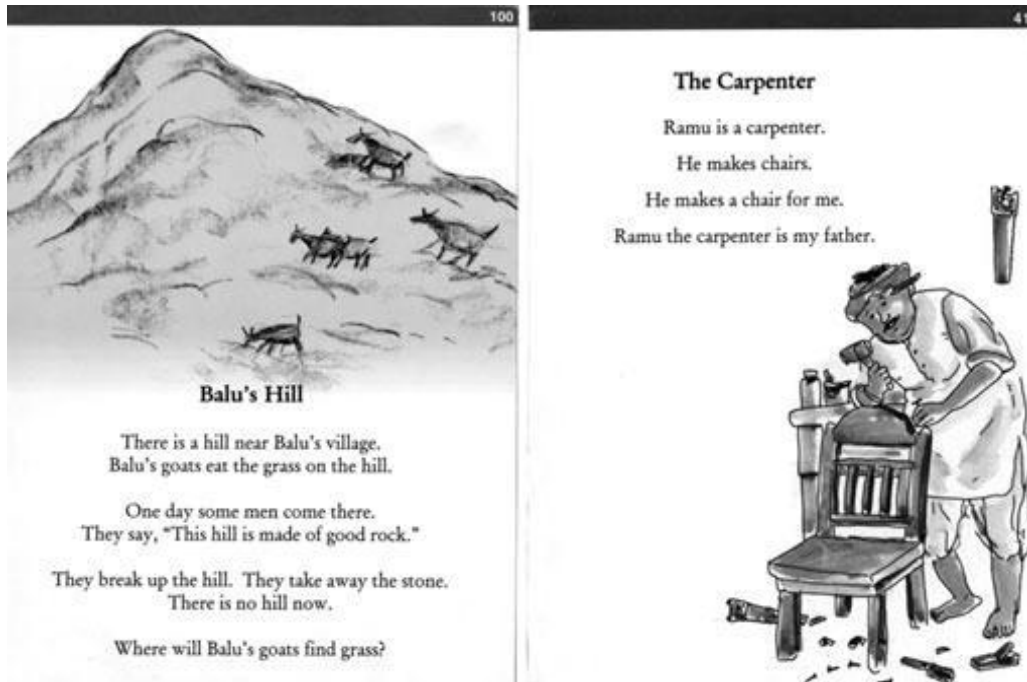 100
Balu's Hill
There is a hill near Balu's village.
Balu's goats eat the grass on the hill.
One day some men come there.
They say, "This hill is made of good rock."
They break up the hill. They take away the stone.
There is no hill now.
Where will Balu's goats find grass?
The Carpenter
Ramu is a carpenter.
He makes chairs.
He makes a chair for me.
Ramu the carpenter is my father.